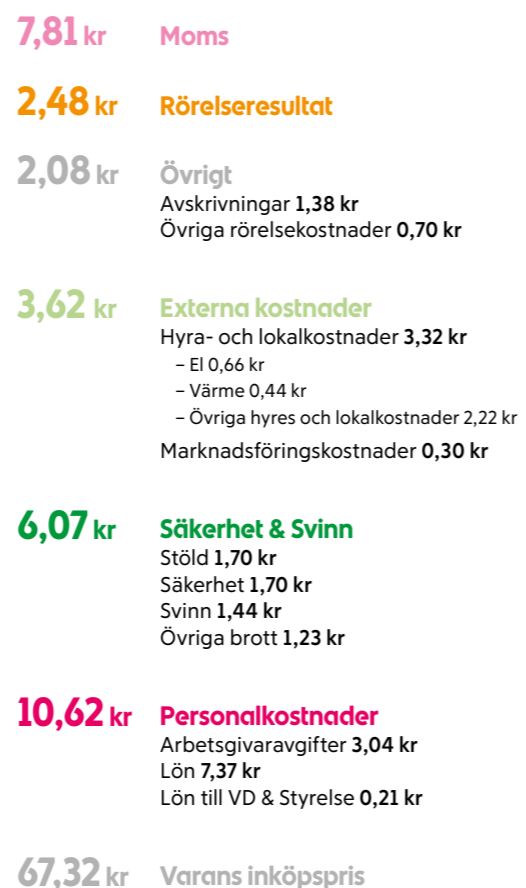 7,81 kr Moms
2,48 kr Rörelseresultat
2,08 kr Övrigt
Avskrivningar 1,38 kr
Övriga rörelsekostnader 0,70 kr
3,62 kr Externa kostnader
Hyra- och lokalkostnader 3,32 kr
– El 0,66 kr
– Värme 0,44 kr
– Övriga hyres och lokalkostnader 2,22 kr
Marknadsföringskostnader 0,30 kr
6,07 kr Säkerhet & Svinn
Stöld 1,70 kr
Säkerhet 1,70 kr
Svinn 1,44 kr
Övriga brott 1,23 kr
10,62 kr Personalkostnader
Arbetsgivaravgifter 3,04 kr
Lön 7,37 kr
Lön till VD & Styrelse 0,21 kr
67,32 kr Varans inköpspris